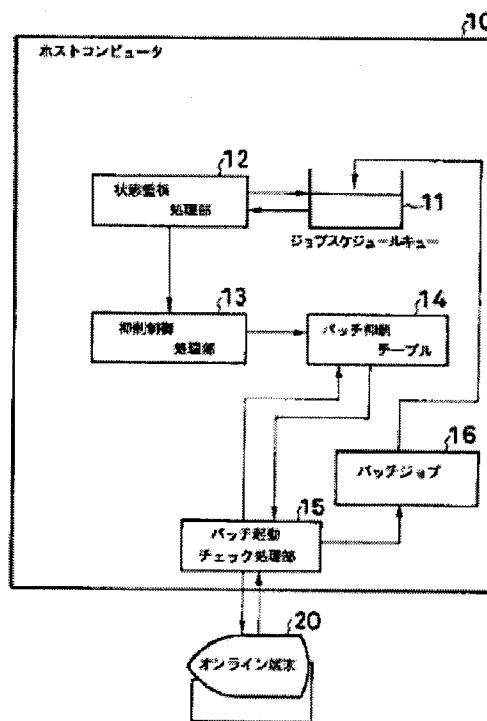 10
ホストコンピュータ
12
状態監視
処理部
11
ジョブスケジュールキュー
13
抑制制御
処理部
14
バッチ抑制
テーブル
16
バッチジョブ
15
バッチ起動
チェック処理部
20
オンライン端末